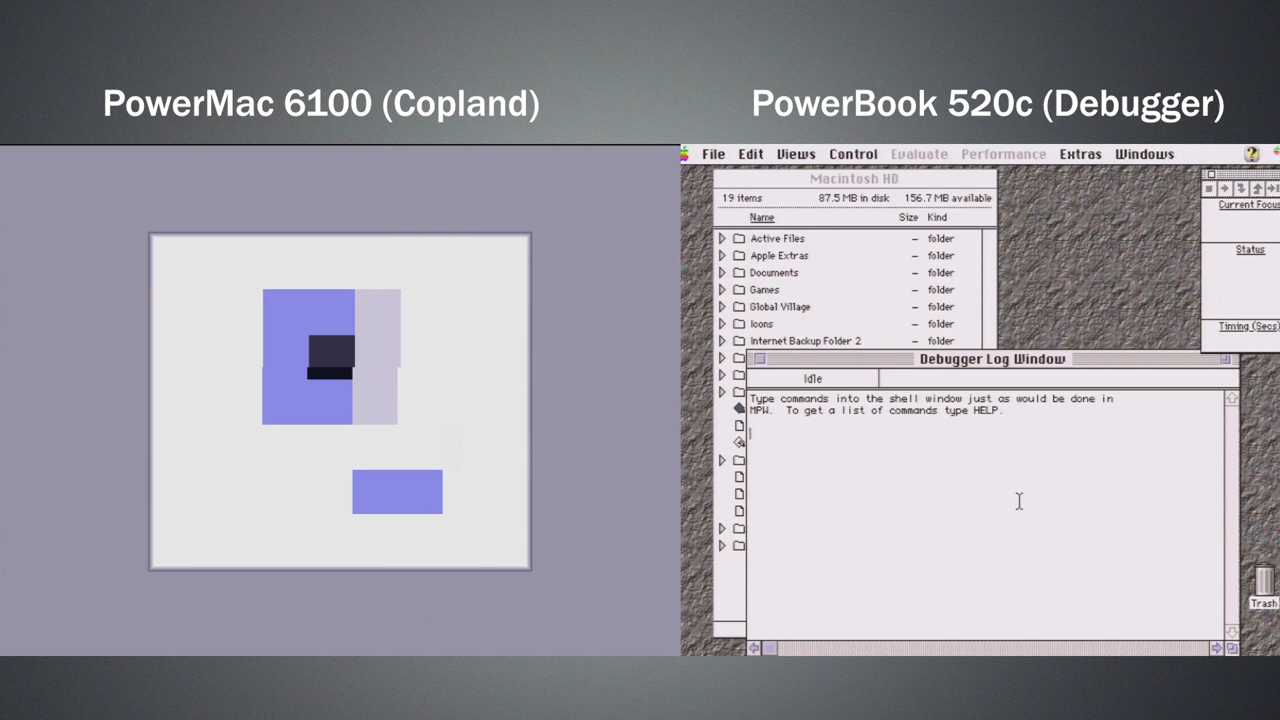 PowerMac 6100 (Copland)
PowerBook 520c (Debugger)
File Edit Views Control Evaluate Performance Extras Windows
Macintosh HD
19 items 87.5 MB in disk 156.7 MB available
Name Size Kind
Active Files – folder
Apple Extras – folder
Documents – folder
Games – folder
Global Village – folder
Icons – folder
Internet Backup Folder 2 – folder
Current Focus
Status
Timing (Secs)
Debugger Log Window
Idle
Type commands into the shell window just as would be done in
MPW. To get a list of commands type HELP.
Trash